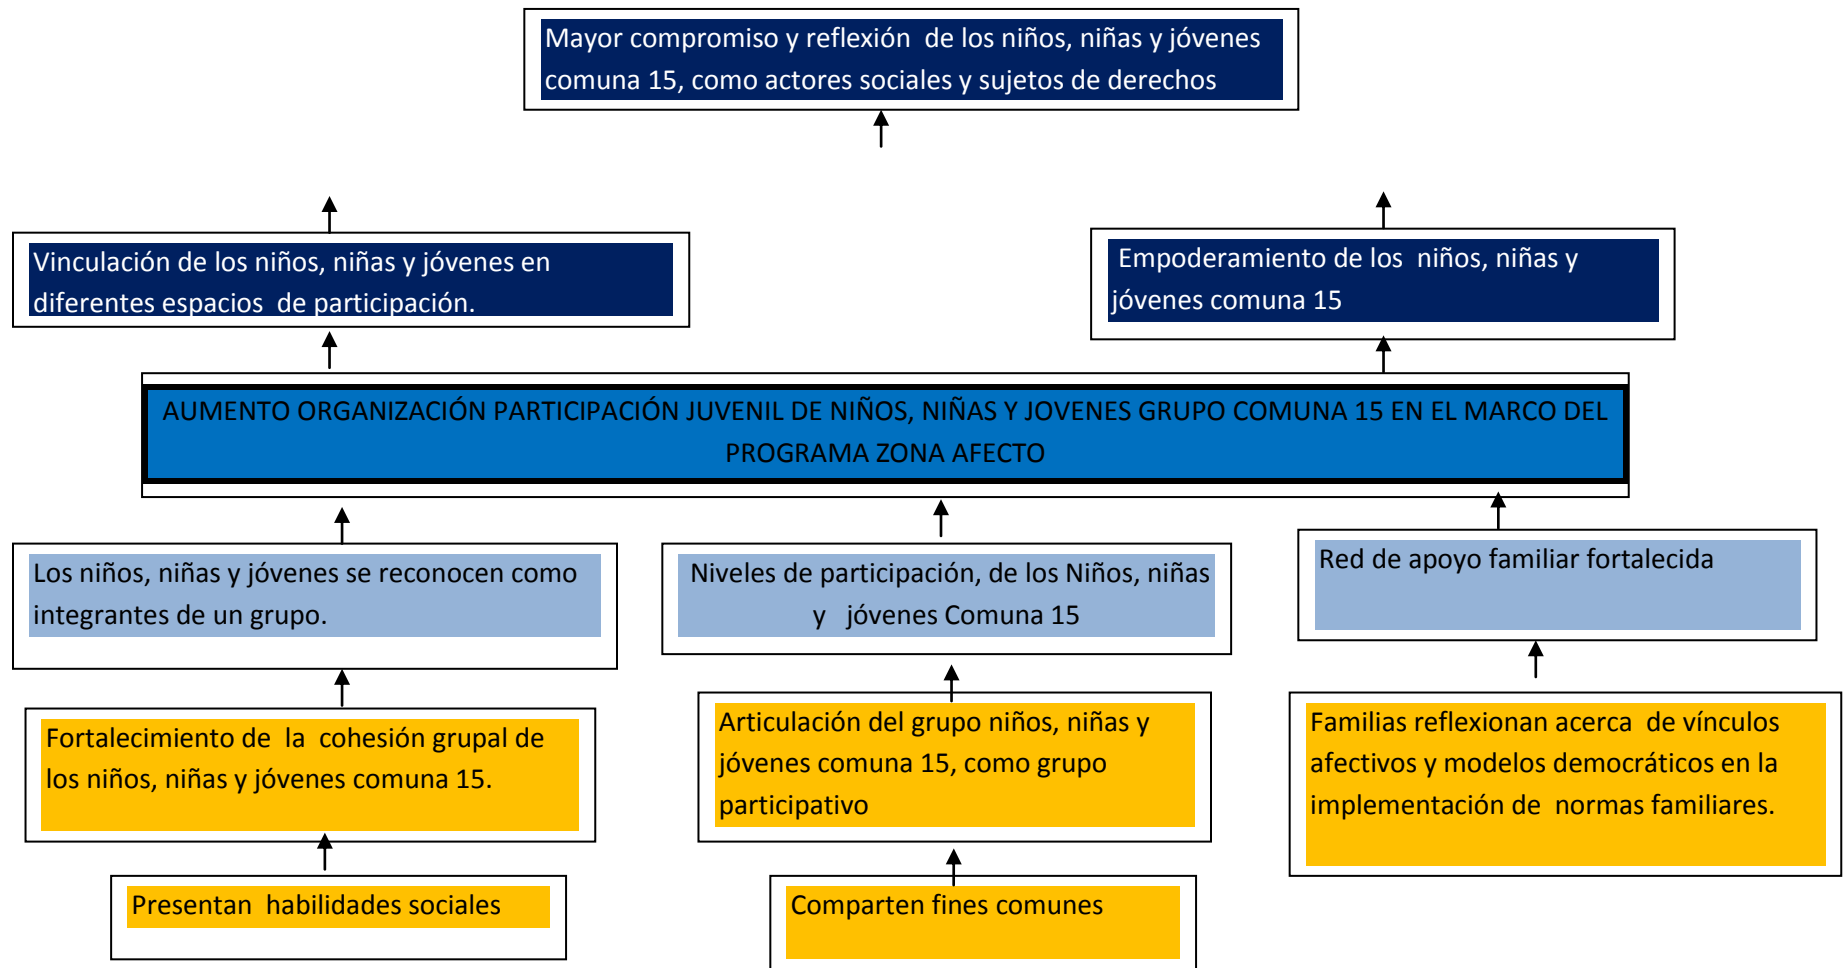 Mayor compromiso y reflexión de los niños, niñas y jóvenes
comuna 15, como actores sociales y sujetos de derechos
Vinculación de los niños, niñas y jóvenes en
diferentes espacios de participación.
Empoderamiento de los niños, niñas y
jóvenes comuna 15
AUMENTO ORGANIZACIÓN PARTICIPACIÓN JUVENIL DE NIÑOS, NIÑAS Y JOVENES GRUPO COMUNA 15 EN EL MARCO DEL
PROGRAMA ZONA AFECTO
Los niños, niñas y jóvenes se reconocen como
integrantes de un grupo.
Niveles de participación, de los Niños, niñas
y jóvenes Comuna 15
Red de apoyo familiar fortalecida
Fortalecimiento de la cohesión grupal de
los niños, niñas y jóvenes comuna 15.
Articulación del grupo niños, niñas y
jóvenes comuna 15, como grupo
participativo
Familias reflexionan acerca de vínculos
afectivos y modelos democráticos en la
implementación de normas familiares.
Presentan habilidades sociales
Comparten fines comunes